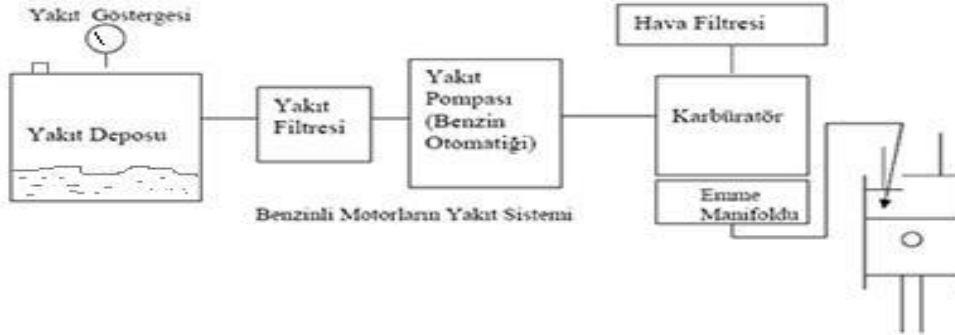 Yakıt Göstergesi
Hava Filtresi
Yakıt Deposu
Yakıt
Filtresi
Yakıt
Pompası
(Benzin
Otomatiği)
Karbüratör
Emme
Manifoldu
Benzinli Motorların Yakıt Sistemi